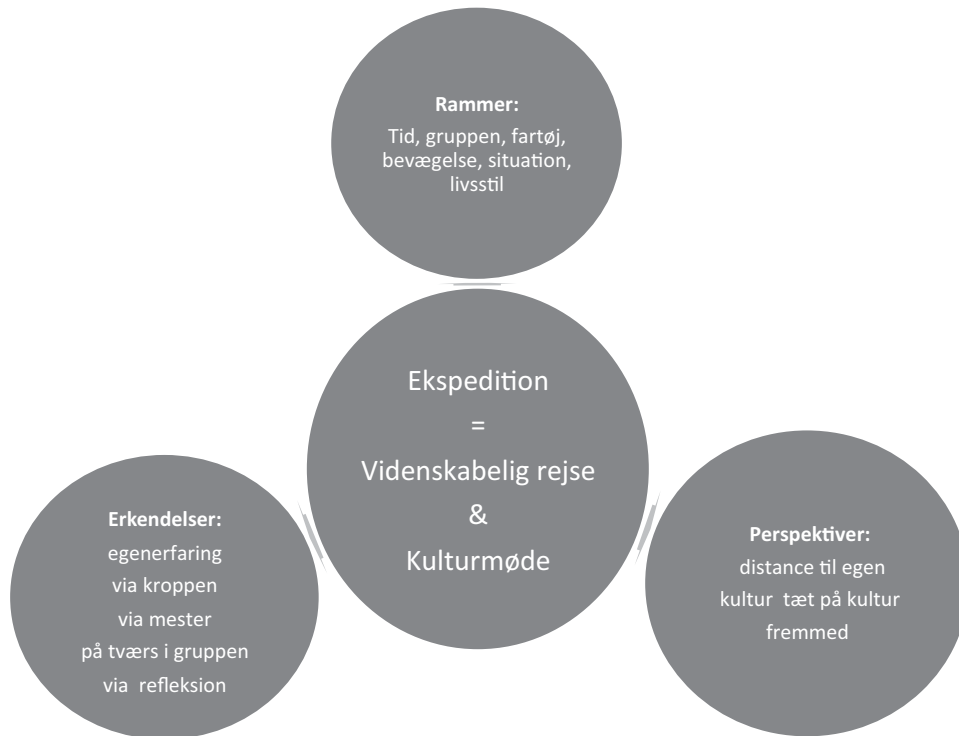 Rammer:
Tid, gruppen, fartøj,
bevægelse, situation,
livsstil
Ekspedition
=
Videnskabelig rejse
&
Kulturmøde
Erkendelser:
egenerfaring
via kroppen
via mester
på tværs i gruppen
via refleksion
Perspektiver:
distance til egen
kultur tæt på kultur
fremmed